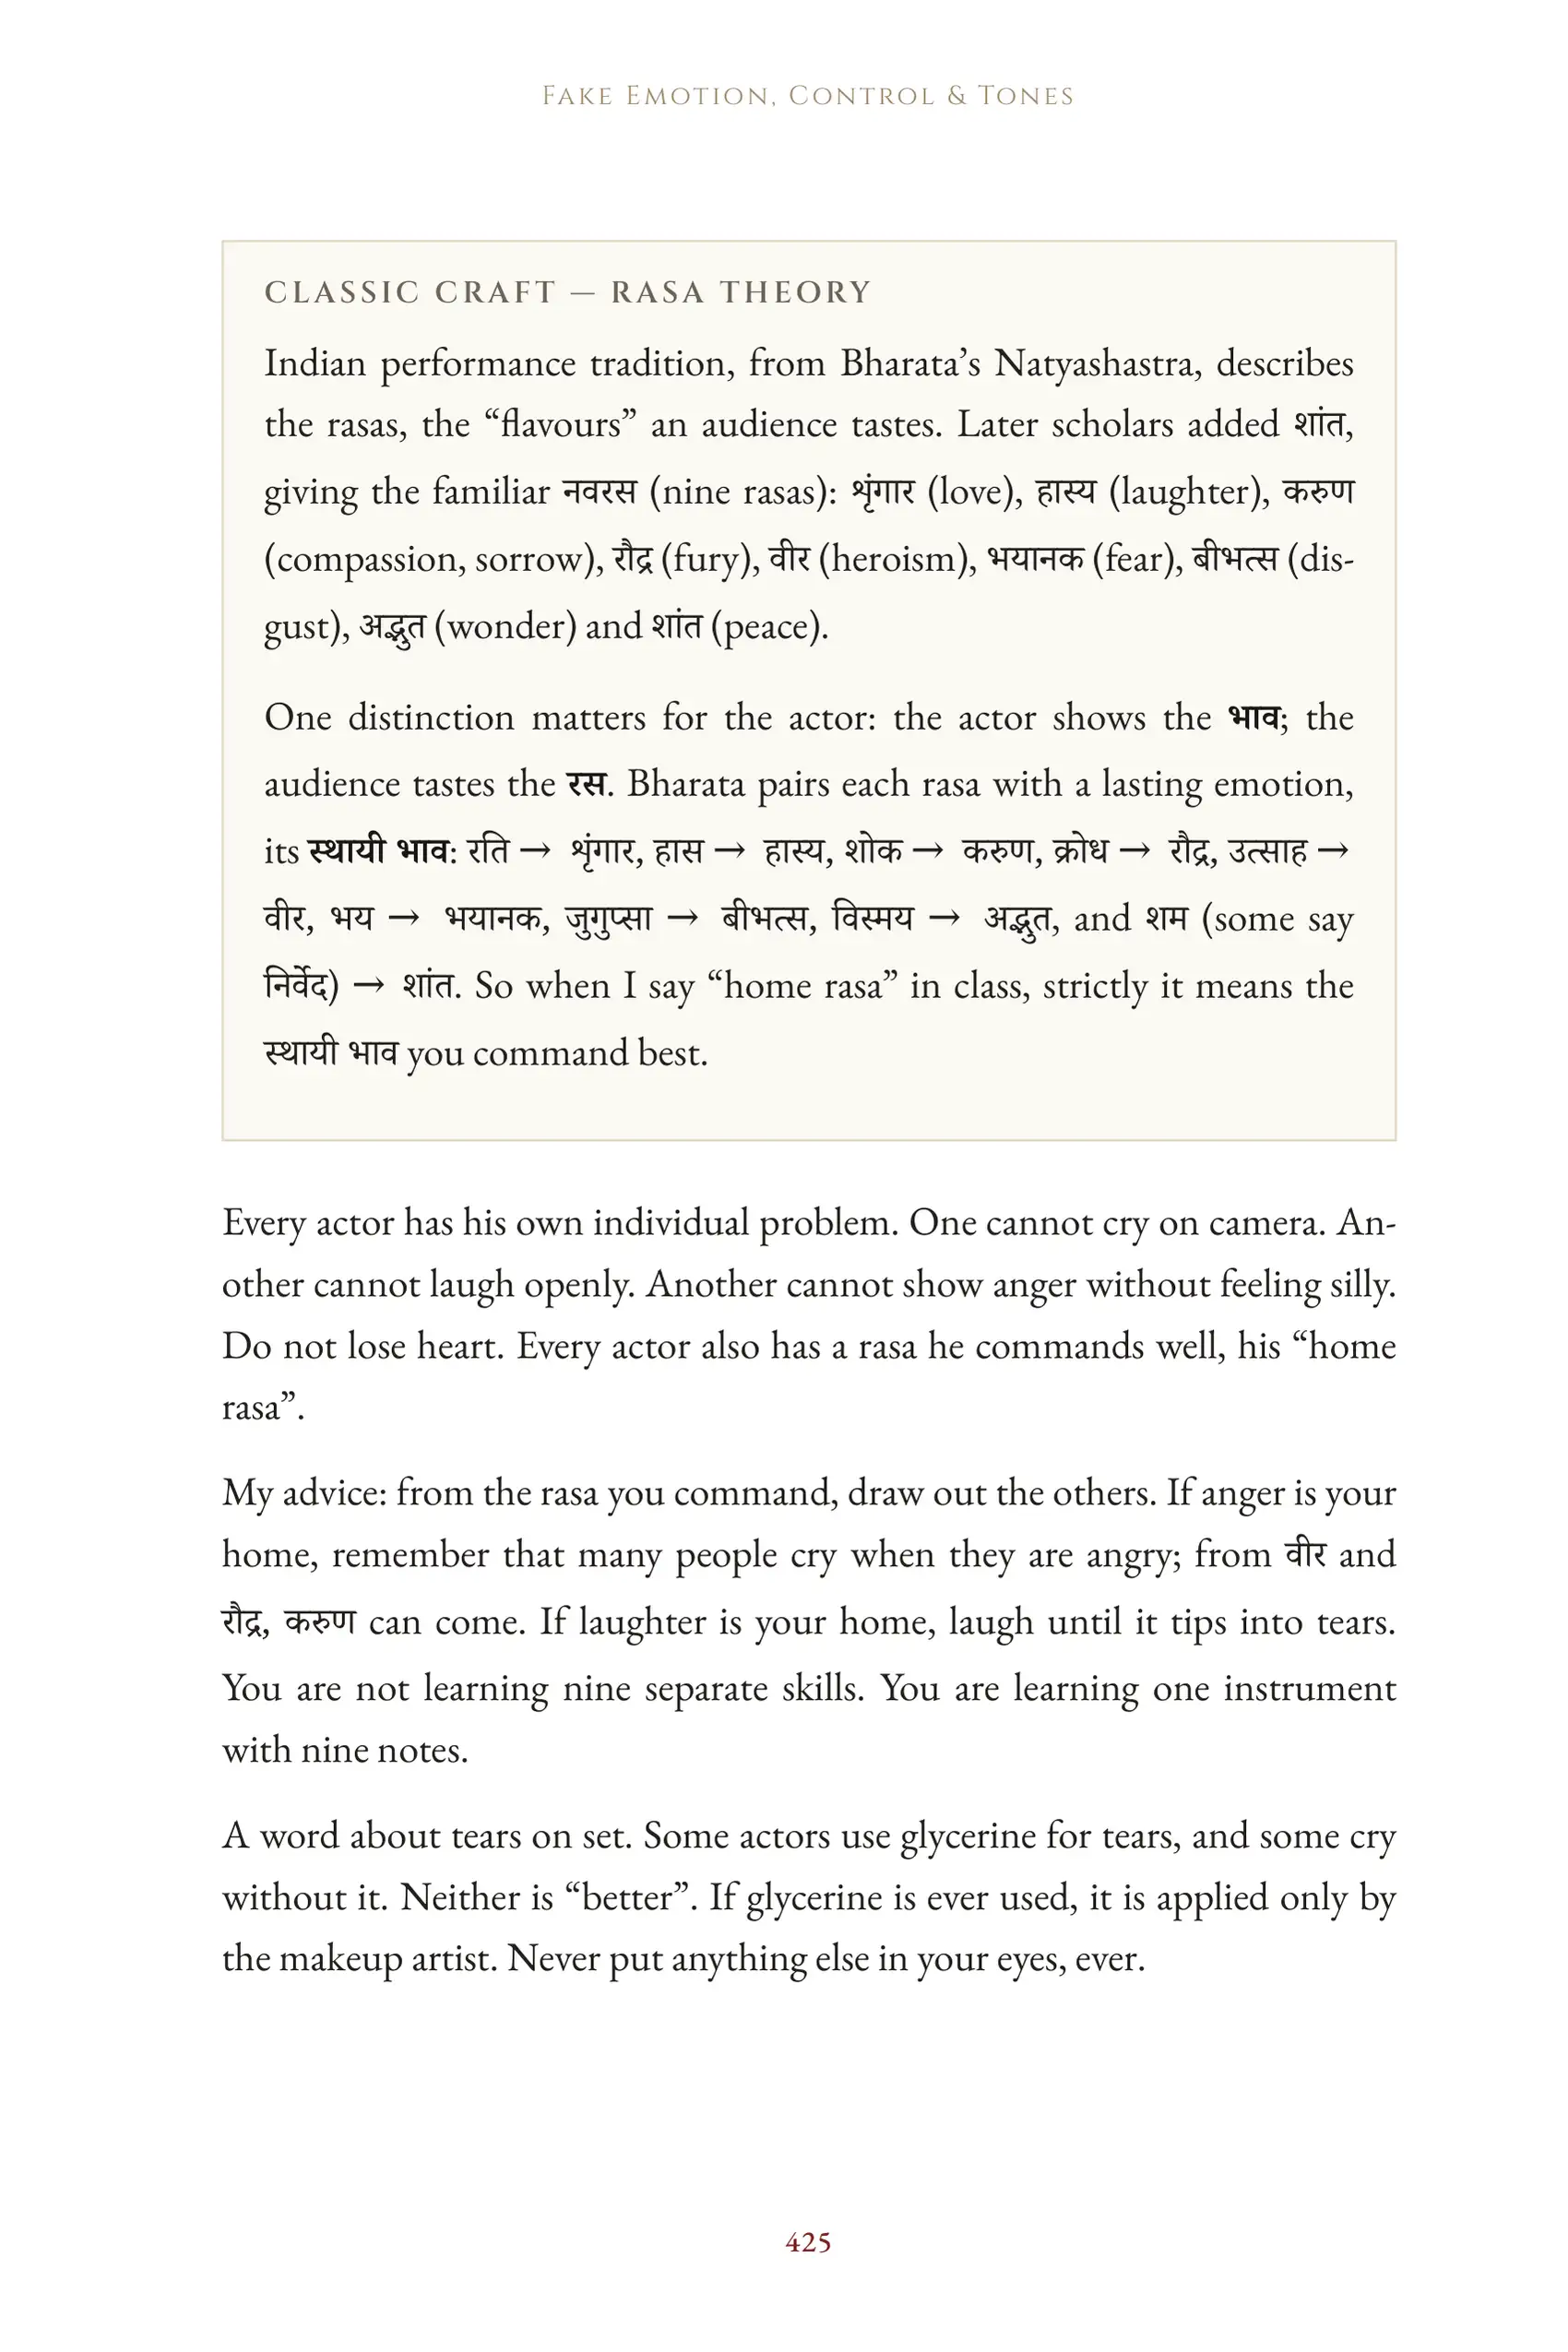 FAKE EMOTION, CONTROL & TONES
CLASSIC CRAFT — RASA THEORY
Indian performance tradition, from Bharata’s Natyashastra, describes
the rasas, the “flavours” an audience tastes. Later scholars added शांत,
giving the familiar नवरस (nine rasas): शृंगार (love), हास्य (laughter), करुण
(compassion, sorrow), रौद्र (fury), वीर (heroism), भयानक (fear), बीभत्स (dis-
gust), अद्भुत (wonder) and शांत (peace).
One distinction matters for the actor: the actor shows the भाव; the
audience tastes the रस. Bharata pairs each rasa with a lasting emotion,
its स्थायी भाव: रति → शृंगार, हास → हास्य, शोक → करुण, क्रोध → रौद्र, उत्साह →
वीर, भय → भयानक, जुगुप्सा → बीभत्स, विस्मय → अद्भुत, and शम (some say
निर्वेद) → शांत. So when I say “home rasa” in class, strictly it means the
स्थायी भाव you command best.
Every actor has his own individual problem. One cannot cry on camera. An-
other cannot laugh openly. Another cannot show anger without feeling silly.
Do not lose heart. Every actor also has a rasa he commands well, his “home
rasa”.
My advice: from the rasa you command, draw out the others. If anger is your
home, remember that many people cry when they are angry; from वीर and
रौद्र, करुण can come. If laughter is your home, laugh until it tips into tears.
You are not learning nine separate skills. You are learning one instrument
with nine notes.
A word about tears on set. Some actors use glycerine for tears, and some cry
without it. Neither is “better”. If glycerine is ever used, it is applied only by
the makeup artist. Never put anything else in your eyes, ever.
425